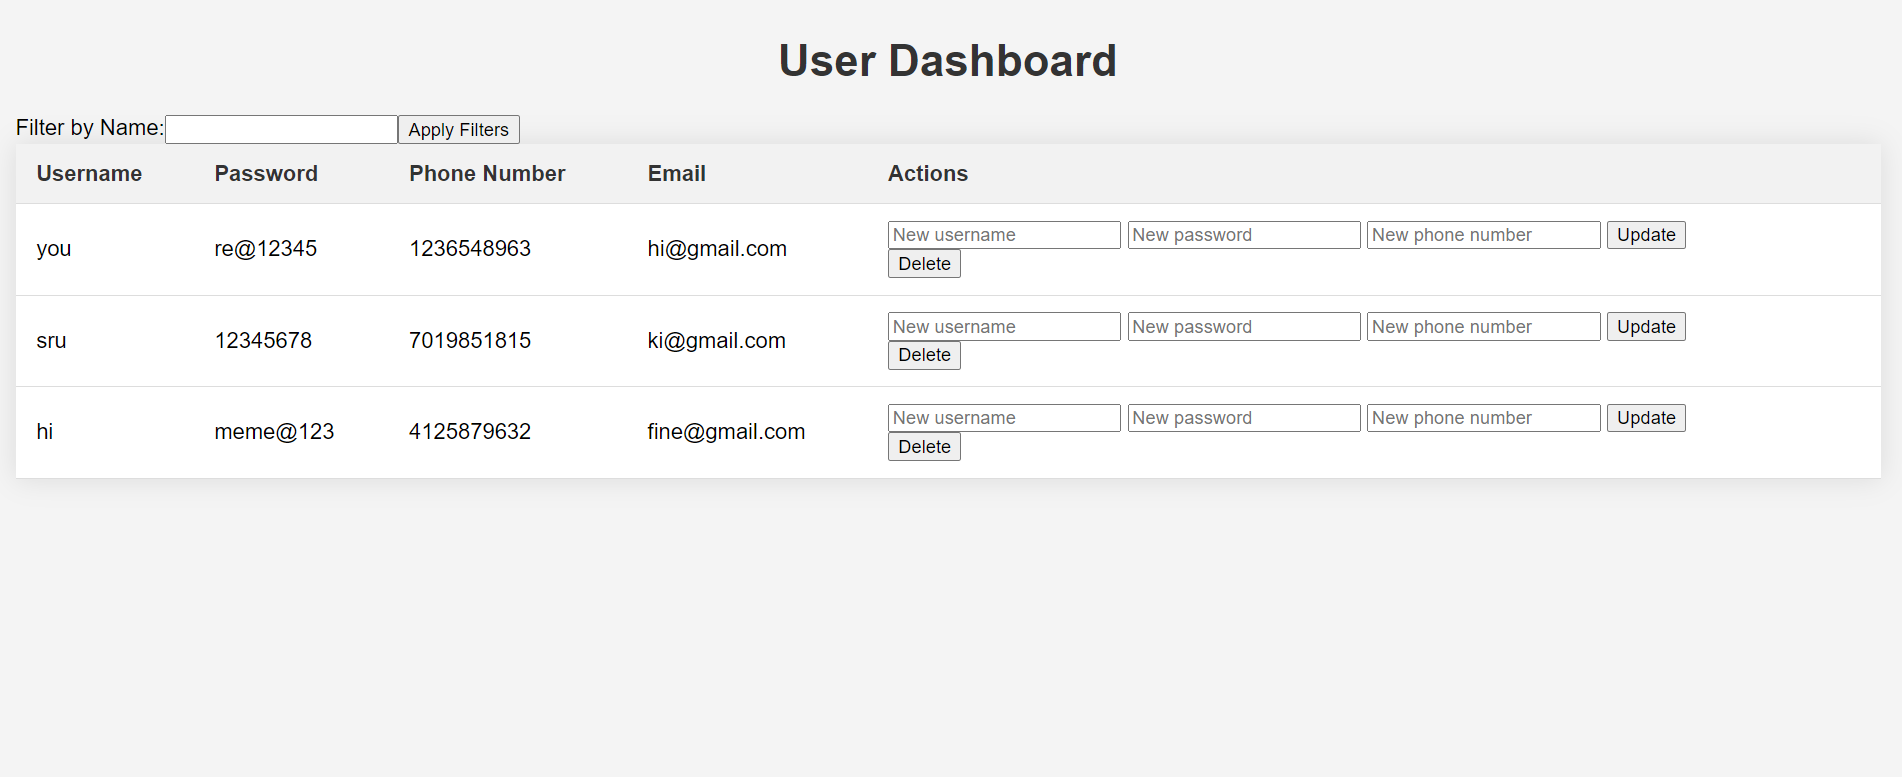 User Dashboard
Filter by Name: Apply Filters
Username Password Phone Number Email Actions
you re@12345 1236548963 hi@gmail.com New username New password New phone number Update
Delete
sru 12345678 7019851815 ki@gmail.com New username New password New phone number Update
Delete
hi meme@123 4125879632 fine@gmail.com New username New password New phone number Update
Delete